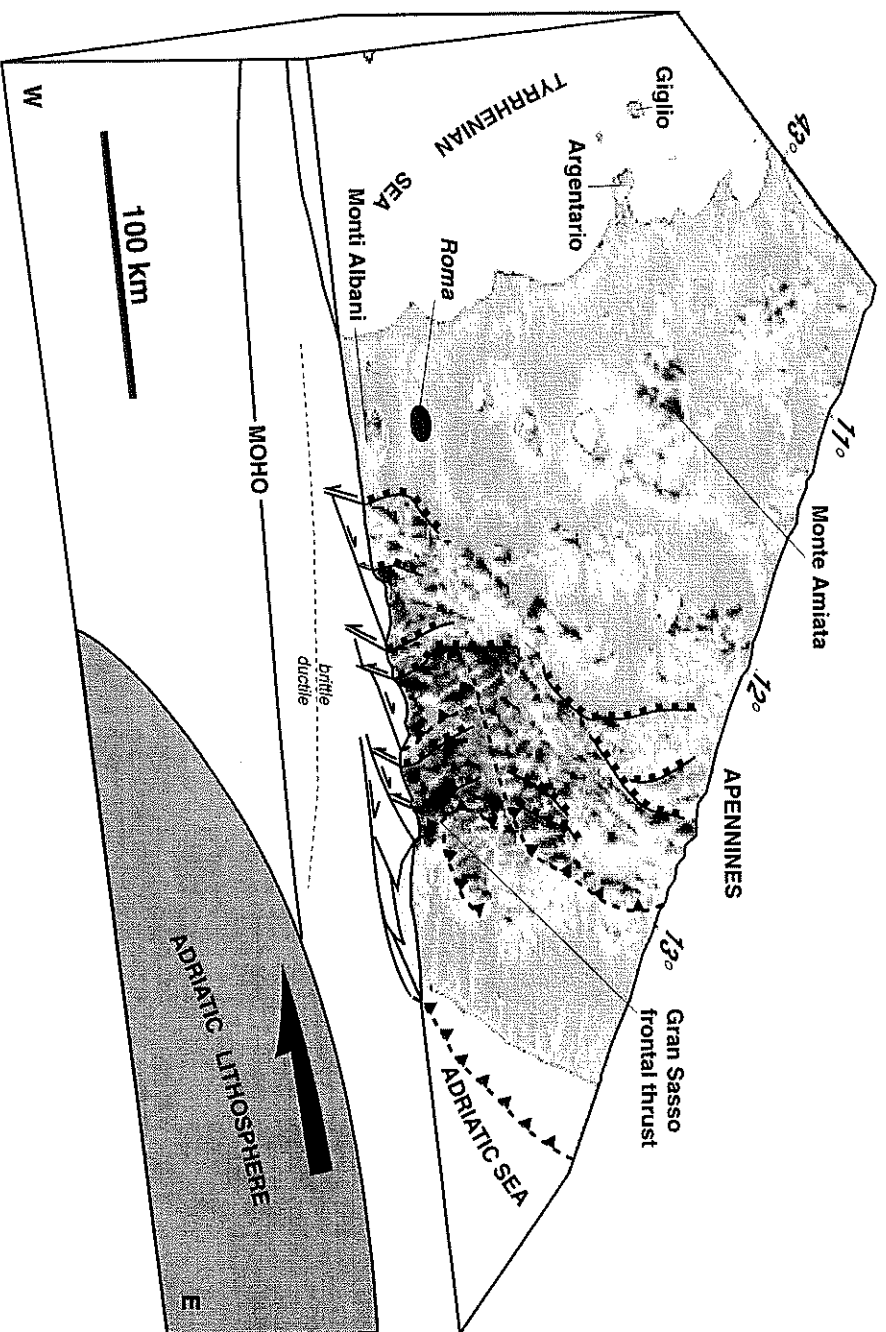 43°
11°
12°
13°
Giglio
Argentario
TYRRHENIAN
SEA
Monte Amiata
APENNINES
Gran Sasso
frontal thrust
Roma
Monti Albani
ADRIATIC SEA
MOHO
brittle
ductile
100 km
ADRIATIC LITHOSPHERE
W
E